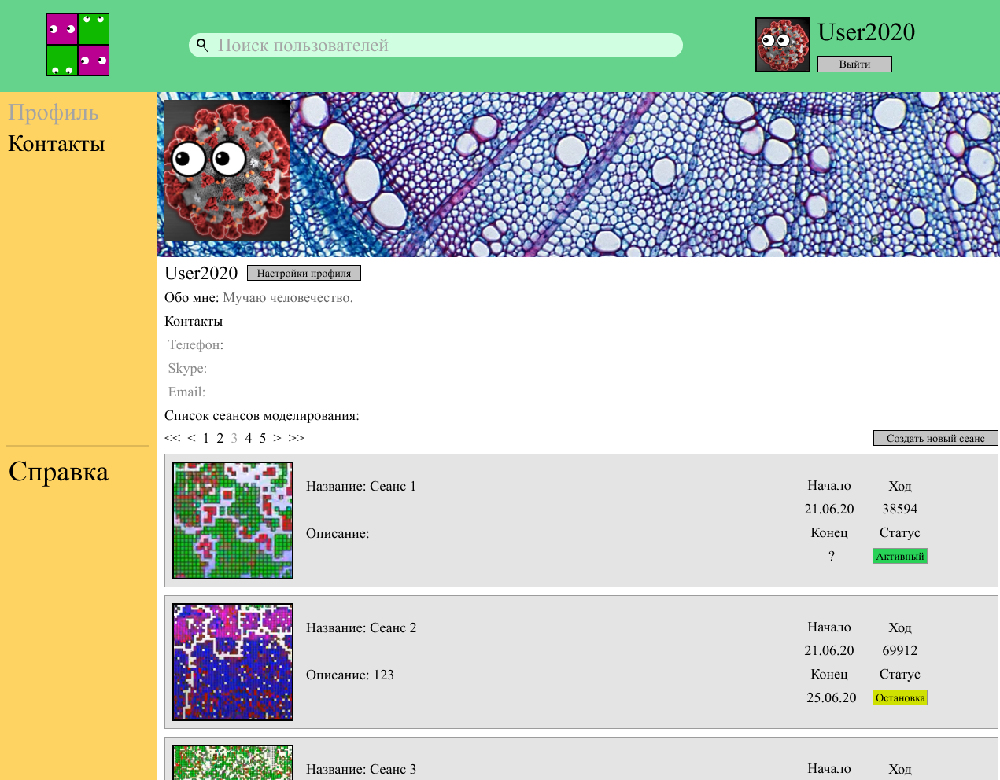 Поиск пользователей
User2020
Выйти
Профиль
Контакты
Справка
User2020 Настройки профиля
Обо мне: Мучаю человечество.
Контакты
Телефон:
Skype:
Email:
Список сеансов моделирования:
<< < 1 2 3 4 5 > >>
Создать новый сеанс
Название: Сеанс 1
Описание:
Начало Ход
21.06.20 38594
Конец Статус
? Активный
Название: Сеанс 2
Описание: 123
Начало Ход
21.06.20 69912
Конец Статус
25.06.20 Остановка
Название: Сеанс 3
Начало Ход